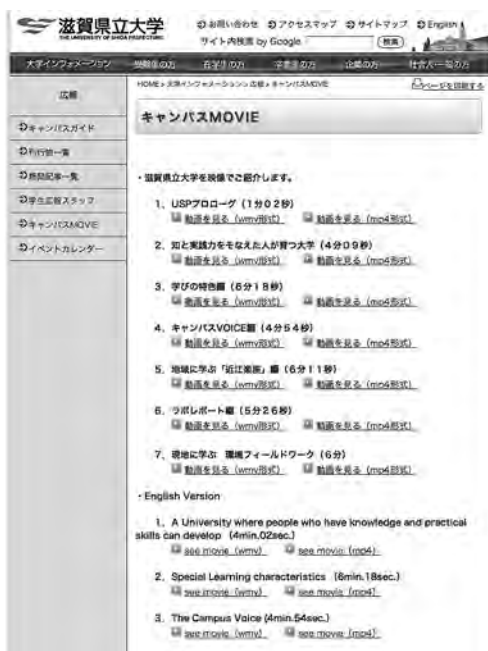 滋賀県立大学
THE UNIVERSITY OF SHIGA PREFECTURE
お問い合わせ アクセスマップ サイトマップ English
サイト内検索 by Google 検索
大学インフォメーション 受験生の方 在学生の方 卒業生の方 企業の方 社会人・一般の方
HOME » 大学インフォメーション » 広報 » キャンパスMOVIE
ページを印刷する
広報
キャンパスガイド
刊行物一覧
新聞記事一覧
学生広報スタッフ
キャンパスMOVIE
イベントカレンダー
キャンパスMOVIE
・滋賀県立大学を映像でご紹介します。
1、USPプロローグ（1分02秒）
動画を見る（wmv形式） 動画を見る（mp4形式）
2、知と実践力をそなえた人が育つ大学（4分09秒）
動画を見る（wmv形式） 動画を見る（mp4形式）
3、学びの特色編（6分18秒）
動画を見る（wmv形式） 動画を見る（mp4形式）
4、キャンパスVOICE編（4分54秒）
動画を見る（wmv形式） 動画を見る（mp4形式）
5、地域に学ぶ「近江楽座」編（6分11秒）
動画を見る（wmv形式） 動画を見る（mp4形式）
6、ラボレポート編（5分26秒）
動画を見る（wmv形式） 動画を見る（mp4形式）
7、現地に学ぶ 環境フィールドワーク（6分）
動画を見る（wmv形式） 動画を見る（mp4形式）
・English Version
1、A University where people who have knowledge and practical
skills can develop (4min.02sec.)
see movie (wmv) see movie (mp4)
2、Special Learning characteristics (6min.18sec.)
see movie (wmv) see movie (mp4)
3、The Campus Voice (4min.54sec.)
see movie (wmv) see movie (mp4)